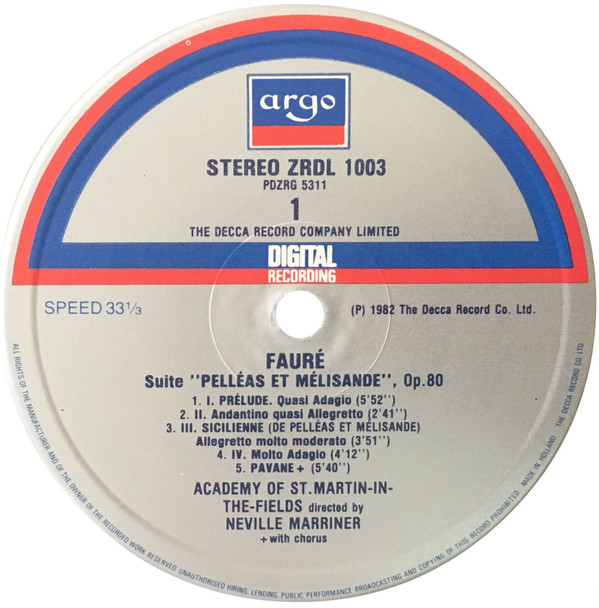 argo
STEREO ZRDL 1003
PDZRG 5311
1
THE DECCA RECORD COMPANY LIMITED
DIGITAL
RECORDING
SPEED 33⅓
(P) 1982 The Decca Record Co. Ltd.
FAURÉ
Suite "PELLÉAS ET MÉLISANDE", Op.80
1. I. PRÉLUDE. Quasi Adagio (5'52'')
2. II. Andantino quasi Allegretto (2'41'')
3. III. SICILIENNE (DE PELLÉAS ET MÉLISANDE)
Allegretto molto moderato (3'51'')
4. IV. Molto Adagio (4'12'')
5. PAVANE + (5'40'')
ACADEMY OF ST.MARTIN-IN-
THE-FIELDS directed by
NEVILLE MARRINER
+ with chorus
ALL RIGHTS OF THE MANUFACTURER AND OF THE OWNER OF THE RECORDED WORK RESERVED. UNAUTHORISED HIRING, LENDING, PUBLIC PERFORMANCE BROADCASTING AND COPYING OF THIS RECORD PROHIBITED. MADE IN HOLLAND THE DECCA RECORD CO LTD